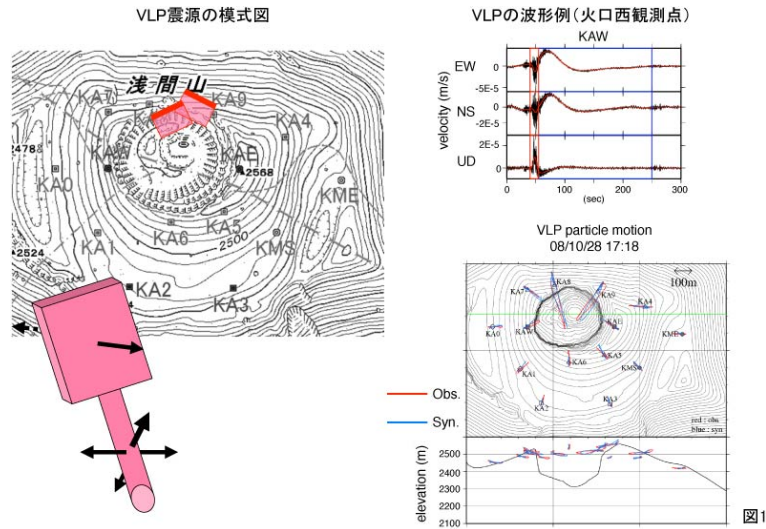 VLP震源の模式図
浅間山
KA7
KA9
KA4
2478
KA0
KAE
2568
KME
KA5
KA6
2500
KA1
KMS
2524
KA2
KA3
VLPの波形例(火口西観測点)
KAW
velocity (m/s)
EW
0
-5E-5
NS
0
-2E-5
2E-5
UD
0
0 100 200 300
(sec)
VLP particle motion
08/10/28 17:18
100m
KA8
KA7
KA9
KA4
KA0
KAW
KAE
KME
KA5
KA6
KMS
KA1
KA2
KA3
Obs.
Syn.
red : obs
blue : syn
elevation (m)
2500
2400
2300
2200
2100
図1